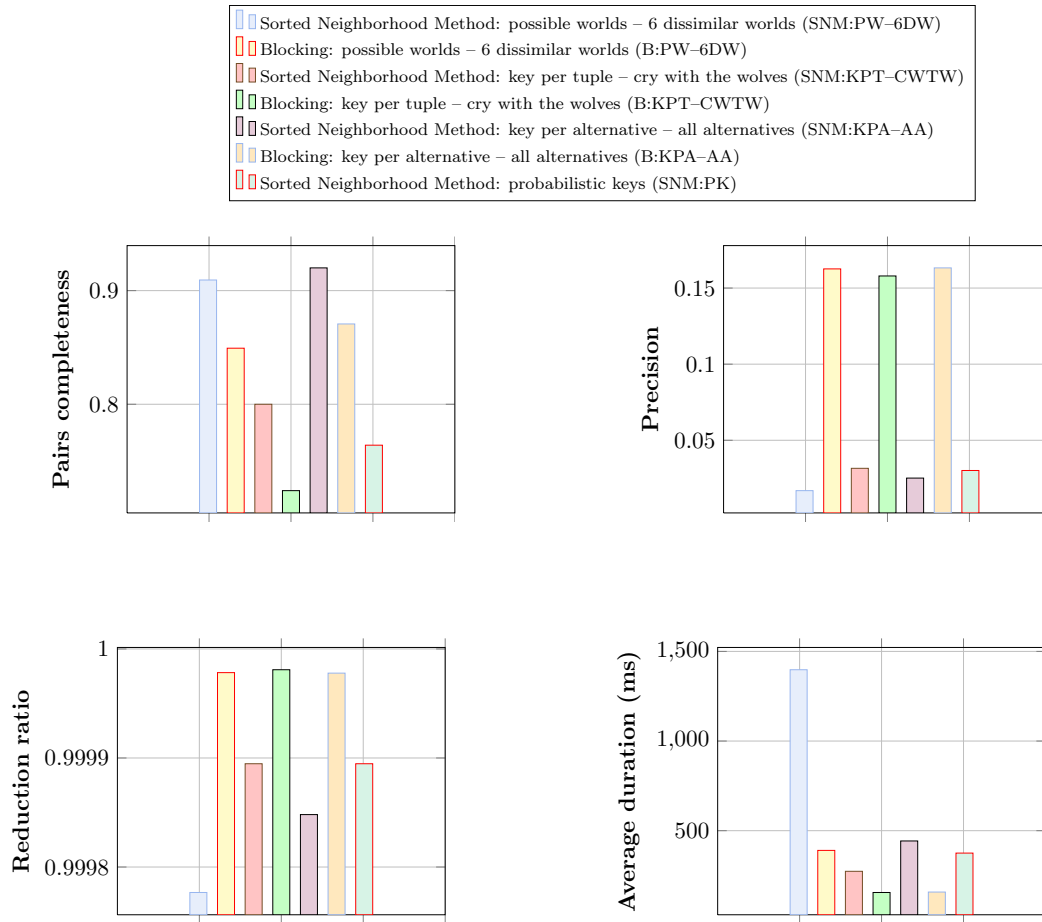 Sorted Neighborhood Method: possible worlds – 6 dissimilar worlds (SNM:PW–6DW)
Blocking: possible worlds – 6 dissimilar worlds (B:PW–6DW)
Sorted Neighborhood Method: key per tuple – cry with the wolves (SNM:KPT–CWTW)
Blocking: key per tuple – cry with the wolves (B:KPT–CWTW)
Sorted Neighborhood Method: key per alternative – all alternatives (SNM:KPA–AA)
Blocking: key per alternative – all alternatives (B:KPA–AA)
Sorted Neighborhood Method: probabilistic keys (SNM:PK)
Pairs completeness
0.9
0.8
Precision
0.15
0.1
0.05
Reduction ratio
1
0.9999
0.9998
Average duration (ms)
1,500
1,000
500